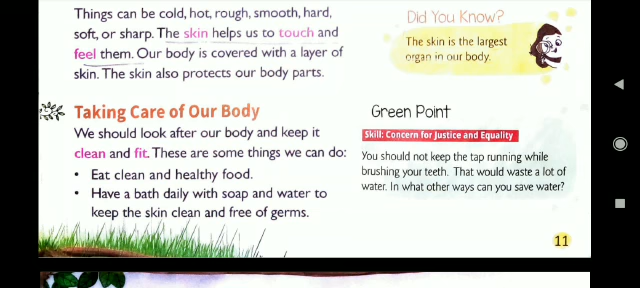 Things can be cold, hot, rough, smooth, hard,
soft, or sharp. The skin helps us to touch and
feel them. Our body is covered with a layer of
skin. The skin also protects our body parts.
Did You Know?
The skin is the largest
organ in our body.
Taking Care of Our Body
We should look after our body and keep it
clean and fit. These are some things we can do:
• Eat clean and healthy food.
• Have a bath daily with soap and water to
keep the skin clean and free of germs.
Green Point
Skill: Concern for Justice and Equality
You should not keep the tap running while
brushing your teeth. That would waste a lot of
water. In what other ways can you save water?
11